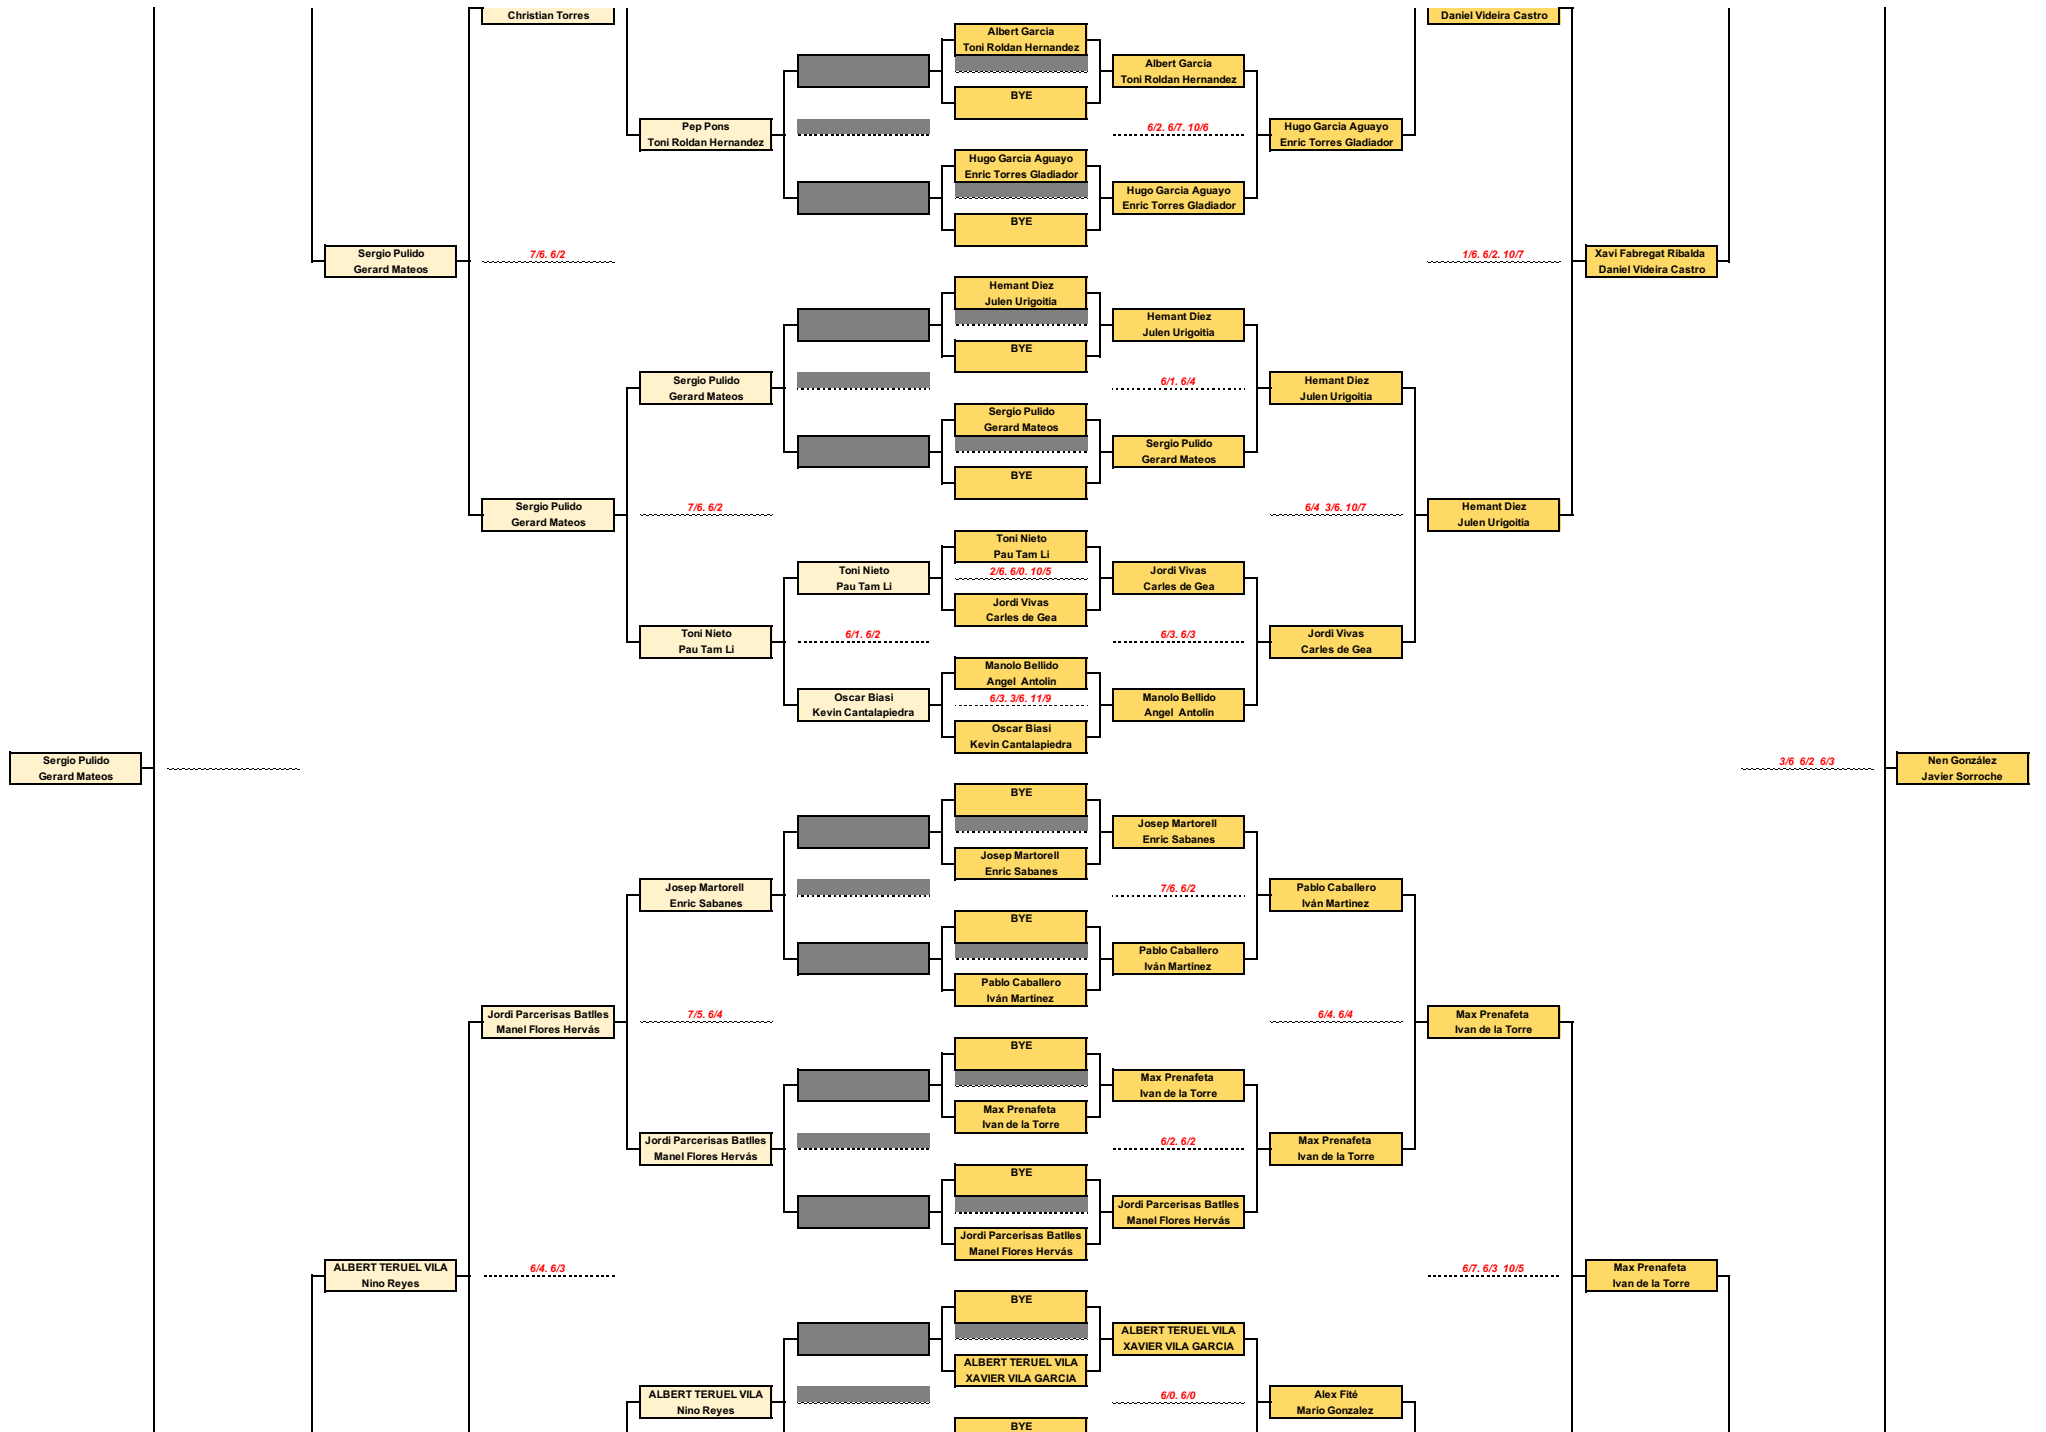 Christian Torres
Daniel Videira Castro
Albert Garcia
Toni Roldan Hernandez
Albert Garcia
Toni Roldan Hernandez
BYE
Pep Pons
Toni Roldan Hernandez
6/2. 6/7. 10/6
Hugo Garcia Aguayo
Enric Torres Gladiador
Hugo Garcia Aguayo
Enric Torres Gladiador
Hugo Garcia Aguayo
Enric Torres Gladiador
BYE
Sergio Pulido
Gerard Mateos
7/6. 6/2
1/6. 6/2. 10/7
Xavi Fabregat Ribalda
Daniel Videira Castro
Hemant Diez
Julen Urigoitia
Hemant Diez
Julen Urigoitia
BYE
Sergio Pulido
Gerard Mateos
6/1. 6/4
Hemant Diez
Julen Urigoitia
Sergio Pulido
Gerard Mateos
Sergio Pulido
Gerard Mateos
BYE
Sergio Pulido
Gerard Mateos
7/6. 6/2
6/4 3/6. 10/7
Hemant Diez
Julen Urigoitia
Toni Nieto
Pau Tam Li
Toni Nieto
Pau Tam Li
2/6. 6/0. 10/5
Jordi Vivas
Carles de Gea
Jordi Vivas
Carles de Gea
Toni Nieto
Pau Tam Li
6/1. 6/2
6/3. 6/3
Jordi Vivas
Carles de Gea
Manolo Bellido
Angel Antolin
Oscar Biasi
Kevin Cantalapiedra
6/3. 3/6. 11/9
Manolo Bellido
Angel Antolin
Oscar Biasi
Kevin Cantalapiedra
Sergio Pulido
Gerard Mateos
3/6 6/2 6/3
Nen González
Javier Sorroche
BYE
Josep Martorell
Enric Sabanes
Josep Martorell
Enric Sabanes
Josep Martorell
Enric Sabanes
7/6. 6/2
Pablo Caballero
Iván Martinez
BYE
Pablo Caballero
Iván Martinez
Pablo Caballero
Iván Martinez
Jordi Parcerisas Batlles
Manel Flores Hervás
7/5. 6/4
6/4. 6/4
Max Prenafeta
Ivan de la Torre
BYE
Max Prenafeta
Ivan de la Torre
Max Prenafeta
Ivan de la Torre
Jordi Parcerisas Batlles
Manel Flores Hervás
6/2. 6/2
Max Prenafeta
Ivan de la Torre
BYE
Jordi Parcerisas Batlles
Manel Flores Hervás
Jordi Parcerisas Batlles
Manel Flores Hervás
ALBERT TERUEL VILA
Nino Reyes
6/4. 6/3
6/7. 6/3 10/5
Max Prenafeta
Ivan de la Torre
BYE
ALBERT TERUEL VILA
XAVIER VILA GARCIA
ALBERT TERUEL VILA
XAVIER VILA GARCIA
ALBERT TERUEL VILA
Nino Reyes
6/0. 6/0
Alex Fité
Mario Gonzalez
BYE